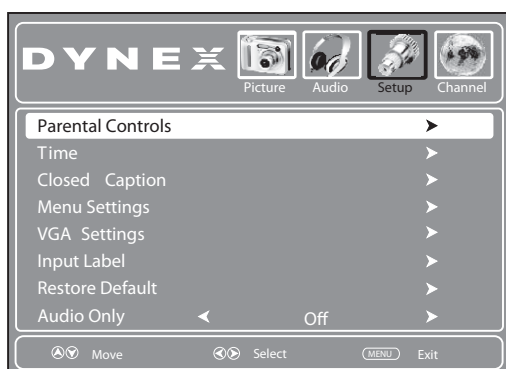 DYNEX
Picture Audio Setup Channel
Parental Controls
Time
Closed Caption
Menu Settings
VGA Settings
Input Label
Restore Default
Audio Only Off
Move Select MENU Exit